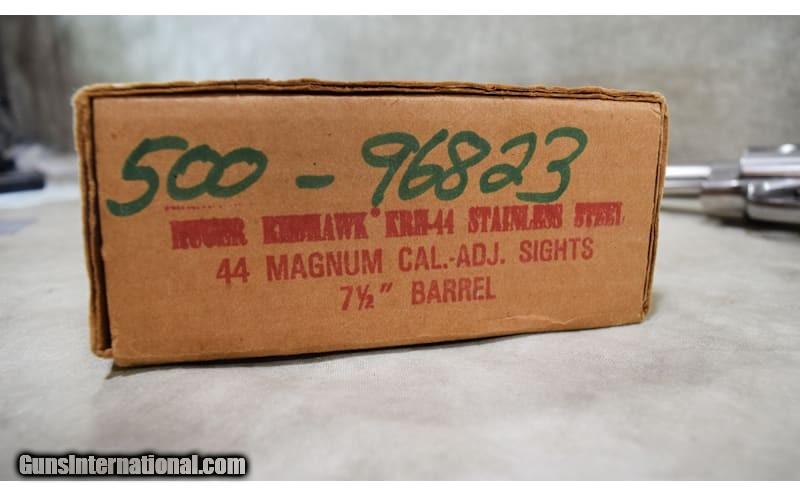 500 - 96823
RUGER REDHAWK® KRH-44 STAINLESS STEEL
44 MAGNUM CAL.-ADJ. SIGHTS
7½" BARREL
GunsInternational.com